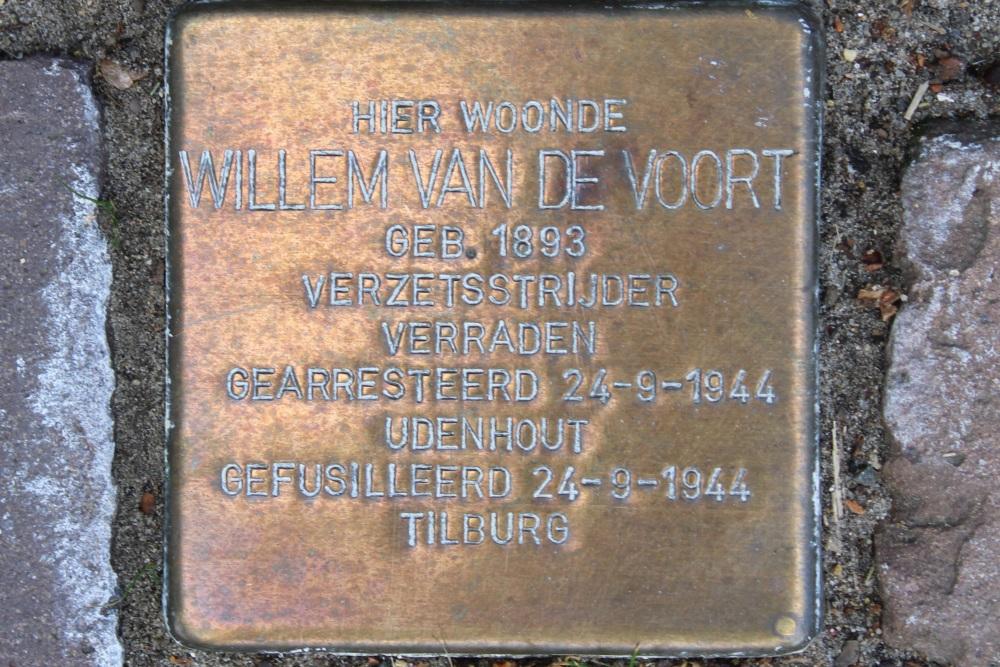 HIER WOONDE
WILLEM VAN DE VOORT
GEB. 1893
VERZETSSTRIJDER
VERRADEN
GEARRESTEERD 24-9-1944
UDENHOUT
GEFUSILLEERD 24-9-1944
TILBURG